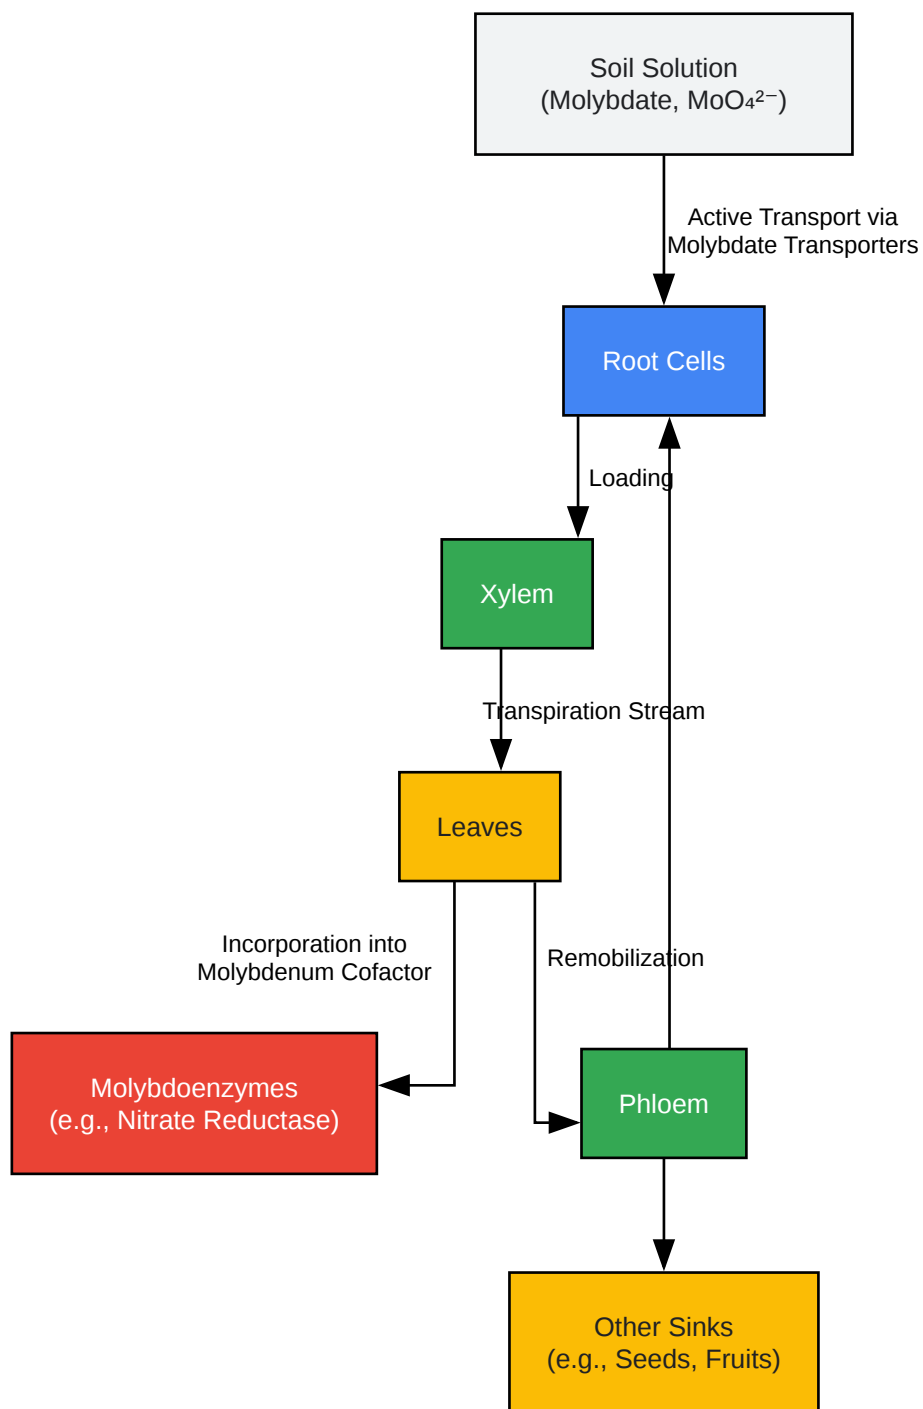 Soil Solution
(Molybdate, MoO₄²⁻)
Active Transport via
Molybdate Transporters
Root Cells
Loading
Xylem
Transpiration Stream
Leaves
Incorporation into
Molybdenum Cofactor
Remobilization
Molybdoenzymes
(e.g., Nitrate Reductase)
Phloem
Other Sinks
(e.g., Seeds, Fruits)